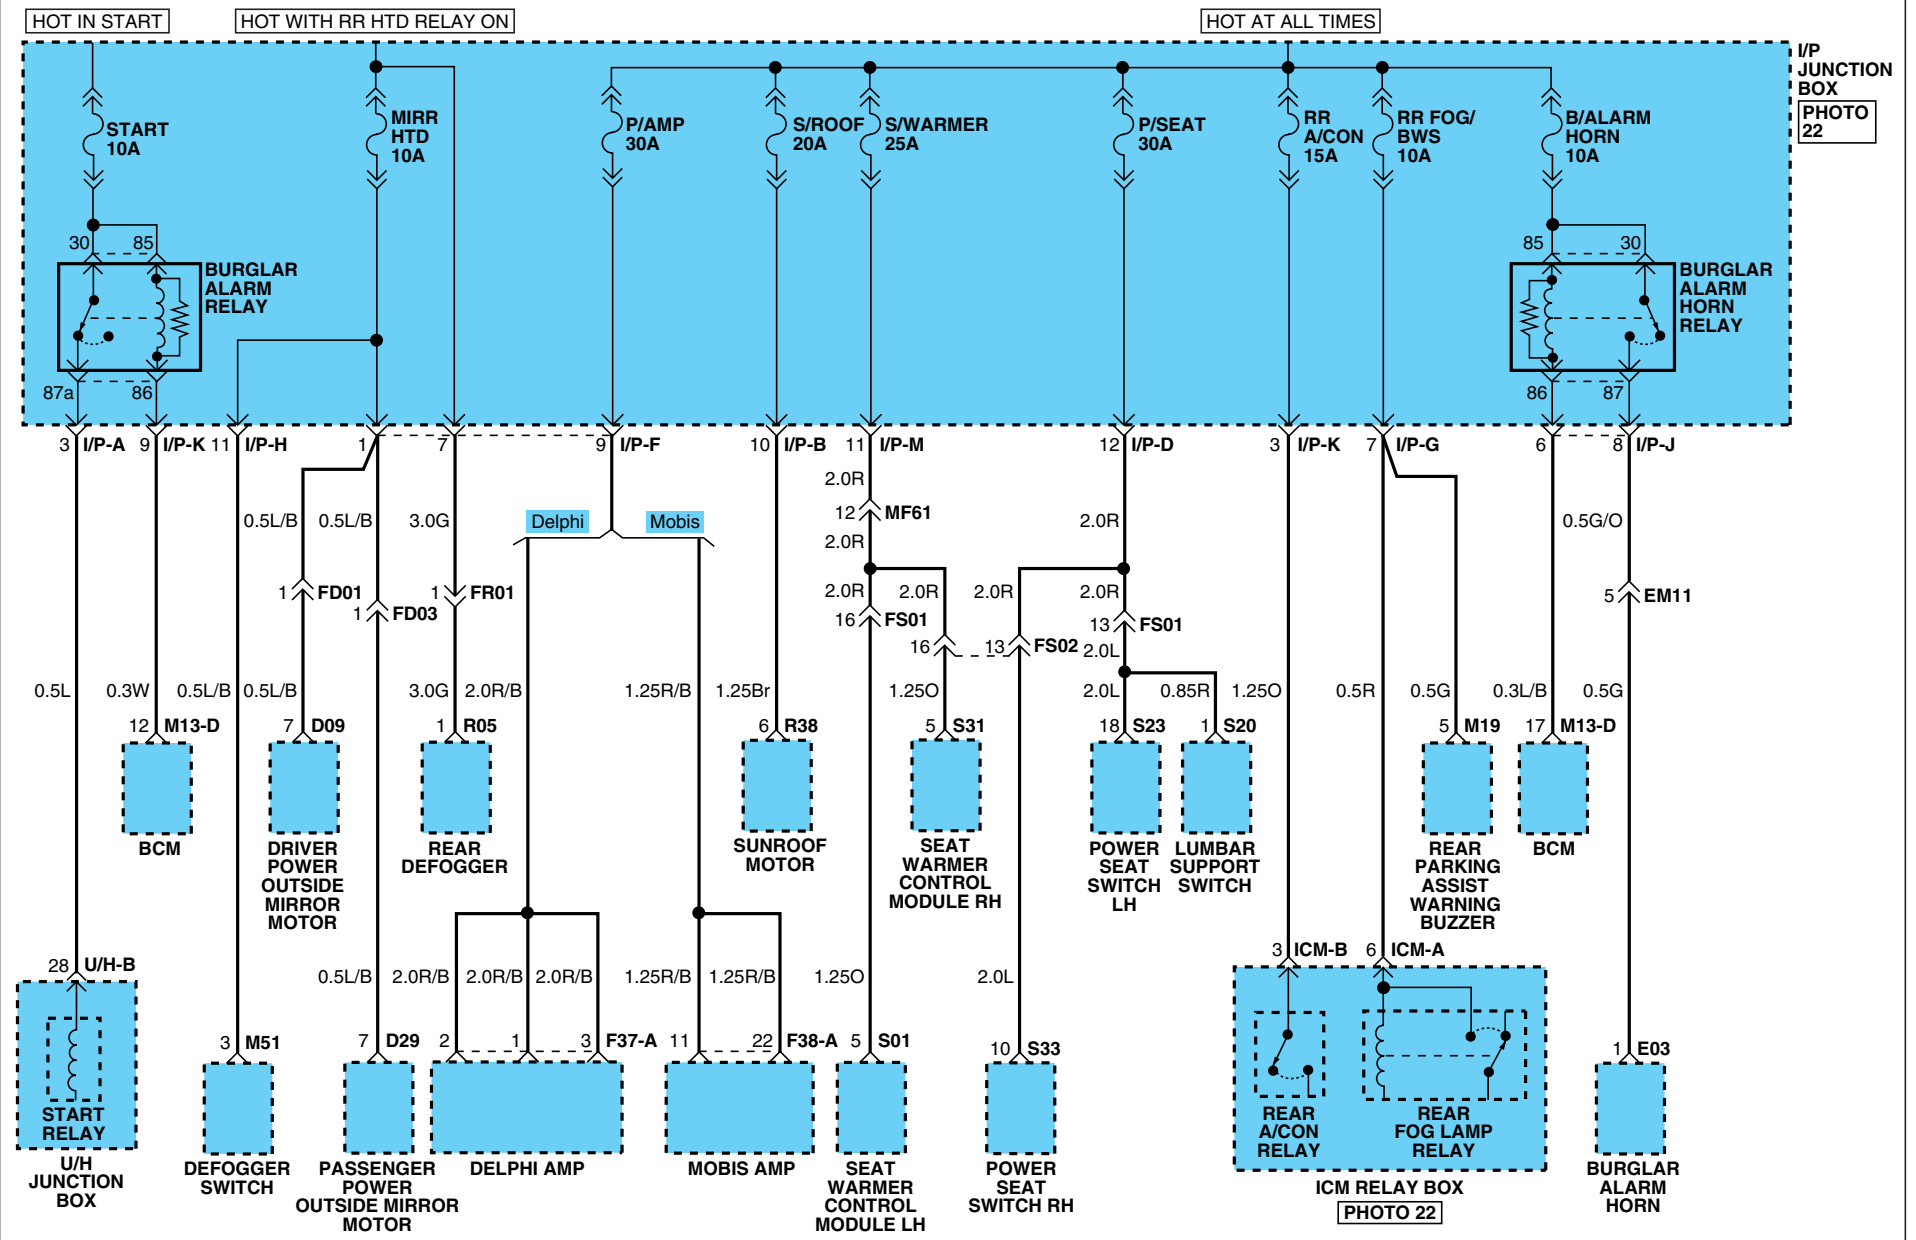 HOT IN START
HOT WITH RR HTD RELAY ON
HOT AT ALL TIMES
I/P
JUNCTION
BOX
PHOTO
22
START
10A
MIRR
HTD
10A
P/AMP
30A
S/ROOF
20A
S/WARMER
25A
P/SEAT
30A
RR
A/CON
15A
RR FOG/
BWS
10A
B/ALARM
HORN
10A
30 85
BURGLAR
ALARM
RELAY
87a 86
85 30
BURGLAR
ALARM
HORN
RELAY
86 87
3 I/P-A
9 I/P-K
11 I/P-H
1
7
9 I/P-F
10 I/P-B
11 I/P-M
12 I/P-D
3 I/P-K
7 I/P-G
6
8 I/P-J
2.0R
12 MF61
2.0R
0.5L/B
0.5L/B
3.0G
Delphi
Mobis
2.0R
0.5G/O
1 FD01
1 FD03
1 FR01
2.0R
2.0R
2.0R
2.0R
16 FS01
16
13 FS02
13 FS01
2.0L
5 EM11
0.5L
0.3W
0.5L/B
0.5L/B
3.0G
2.0R/B
1.25R/B
1.25Br
1.25O
2.0L
0.85R
1.25O
0.5R
0.5G
0.3L/B
0.5G
12 M13-D
7 D09
1 R05
6 R38
5 S31
18 S23
1 S20
5 M19
17 M13-D
BCM
DRIVER
POWER
OUTSIDE
MIRROR
MOTOR
REAR
DEFOGGER
SUNROOF
MOTOR
SEAT
WARMER
CONTROL
MODULE RH
POWER
SEAT
SWITCH
LH
LUMBAR
SUPPORT
SWITCH
REAR
PARKING
ASSIST
WARNING
BUZZER
BCM
28 U/H-B
0.5L/B
2.0R/B
2.0R/B
2.0R/B
1.25R/B
1.25R/B
1.25O
2.0L
3 ICM-B
6 ICM-A
3 M51
7 D29
2
1
3 F37-A
11
22 F38-A
5 S01
10 S33
1 E03
START
RELAY
U/H
JUNCTION
BOX
DEFOGGER
SWITCH
PASSENGER
POWER
OUTSIDE MIRROR
MOTOR
DELPHI AMP
MOBIS AMP
SEAT
WARMER
CONTROL
MODULE LH
POWER
SEAT
SWITCH RH
REAR
A/CON
RELAY
REAR
FOG LAMP
RELAY
ICM RELAY BOX
PHOTO 22
BURGLAR
ALARM
HORN